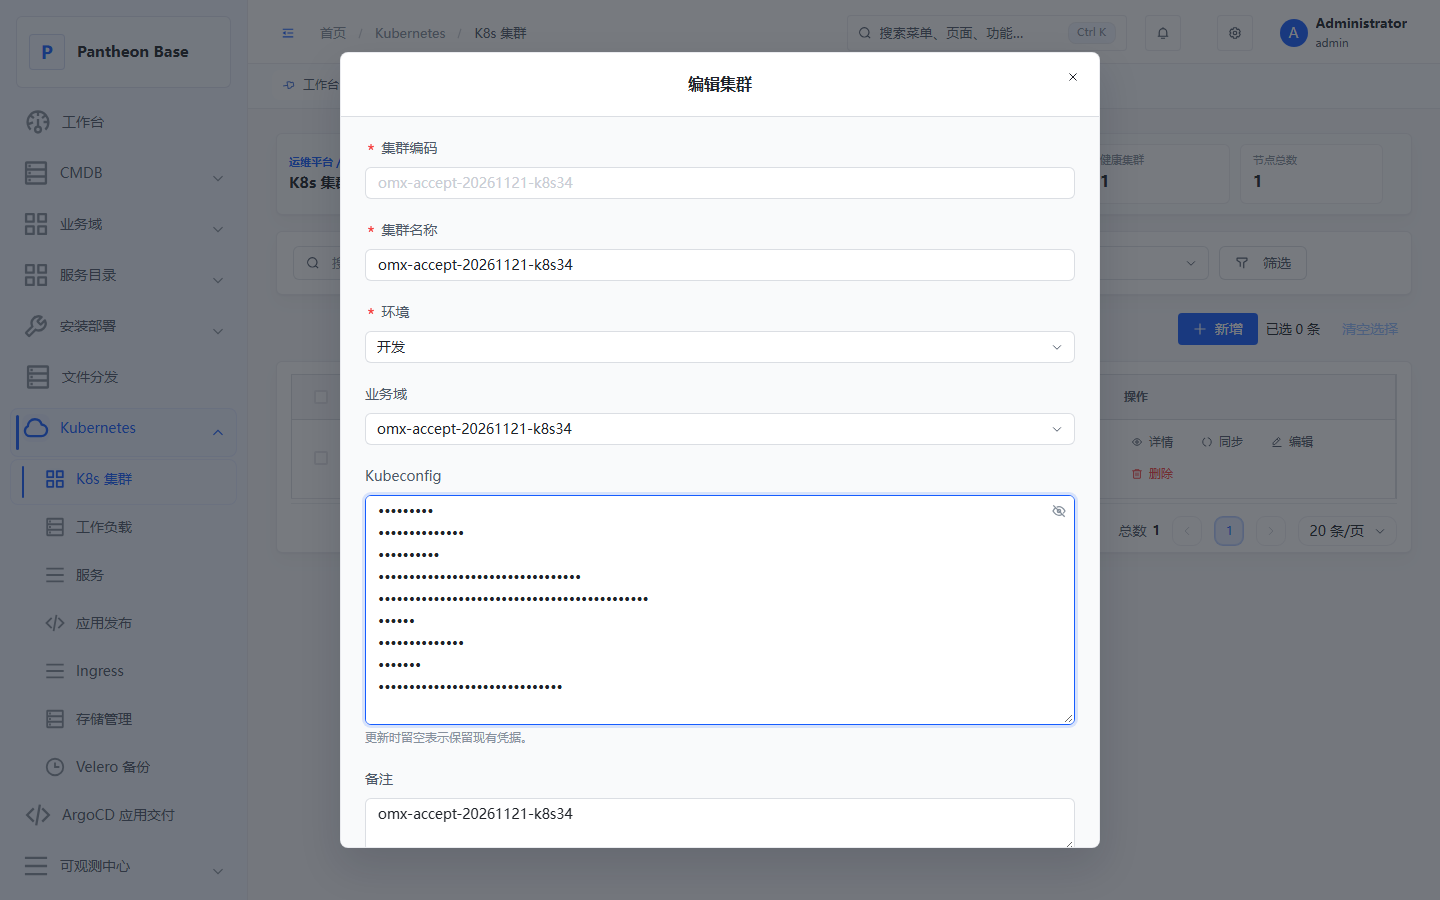 P Pantheon Base
首页 / Kubernetes / K8s 集群
搜索菜单、页面、功能... Ctrl K
A Administrator
admin
工作台
CMDB
业务域
服务目录
安装部署
文件分发
Kubernetes
K8s 集群
工作负载
服务
应用发布
Ingress
存储管理
Velero 备份
ArgoCD 应用交付
可观测中心
工作台
运维平台 /
K8s 集
健康集群
1
节点总数
1
筛选
新增 已选 0 条 清空选择
操作
详情 同步 编辑
删除
总数 1 1 20 条/页
编辑集群
* 集群编码
omx-accept-20261121-k8s34
* 集群名称
omx-accept-20261121-k8s34
* 环境
开发
业务域
omx-accept-20261121-k8s34
Kubeconfig
•••••••••
••••••••••••••
••••••••••
•••••••••••••••••••••••••••••••••
••••••••••••••••••••••••••••••••••••••••••••
••••••
••••••••••••••
•••••••
••••••••••••••••••••••••••••••
更新时留空表示保留现有凭据。
备注
omx-accept-20261121-k8s34